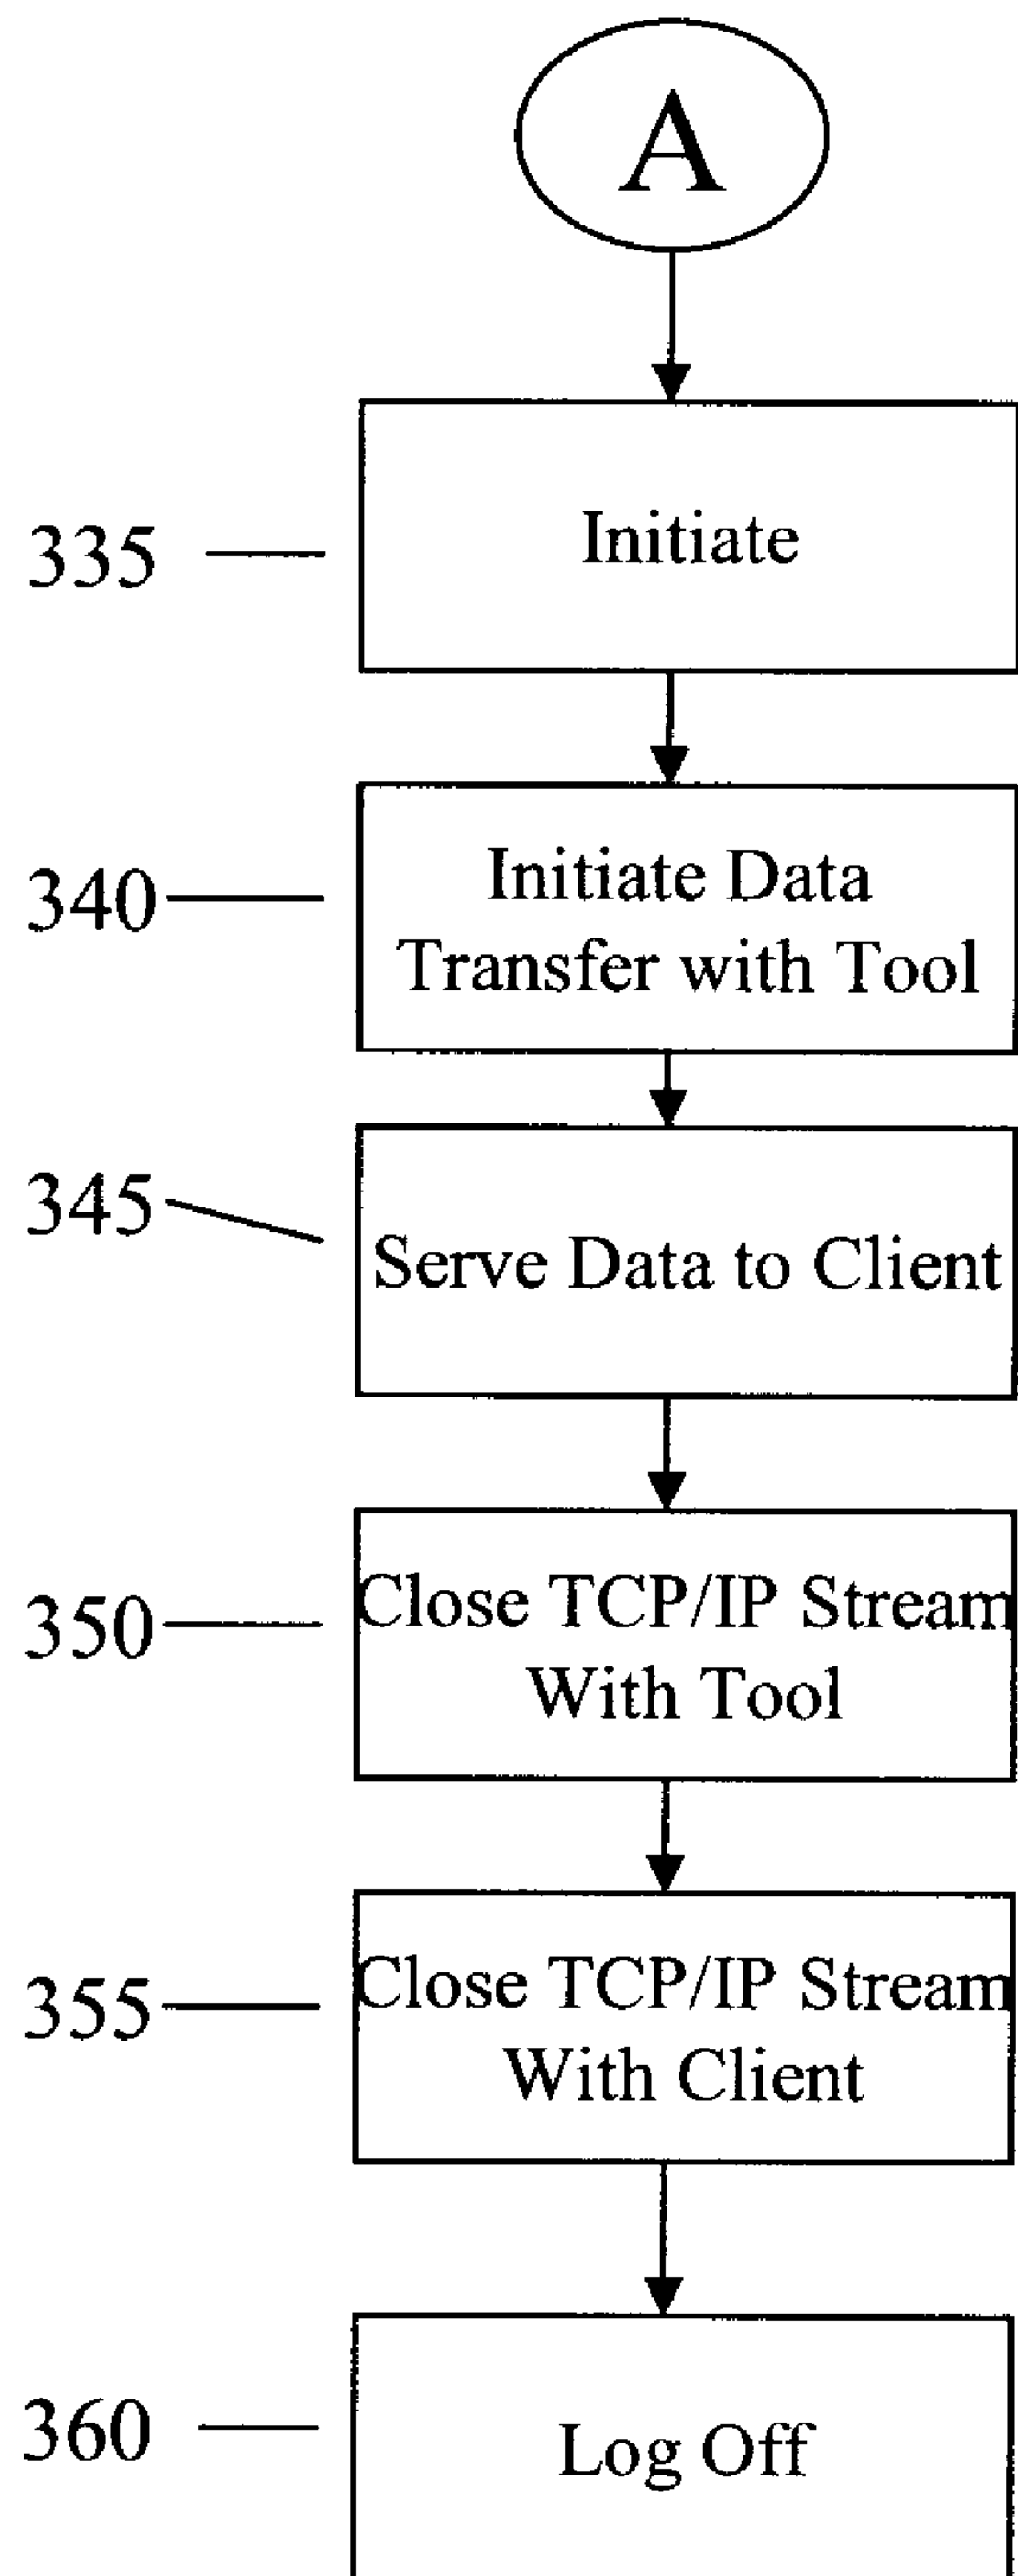 A
335
Initiate
340
Initiate Data
Transfer with Tool
345
Serve Data to Client
350
Close TCP/IP Stream
With Tool
355
Close TCP/IP Stream
With Client
360
Log Off